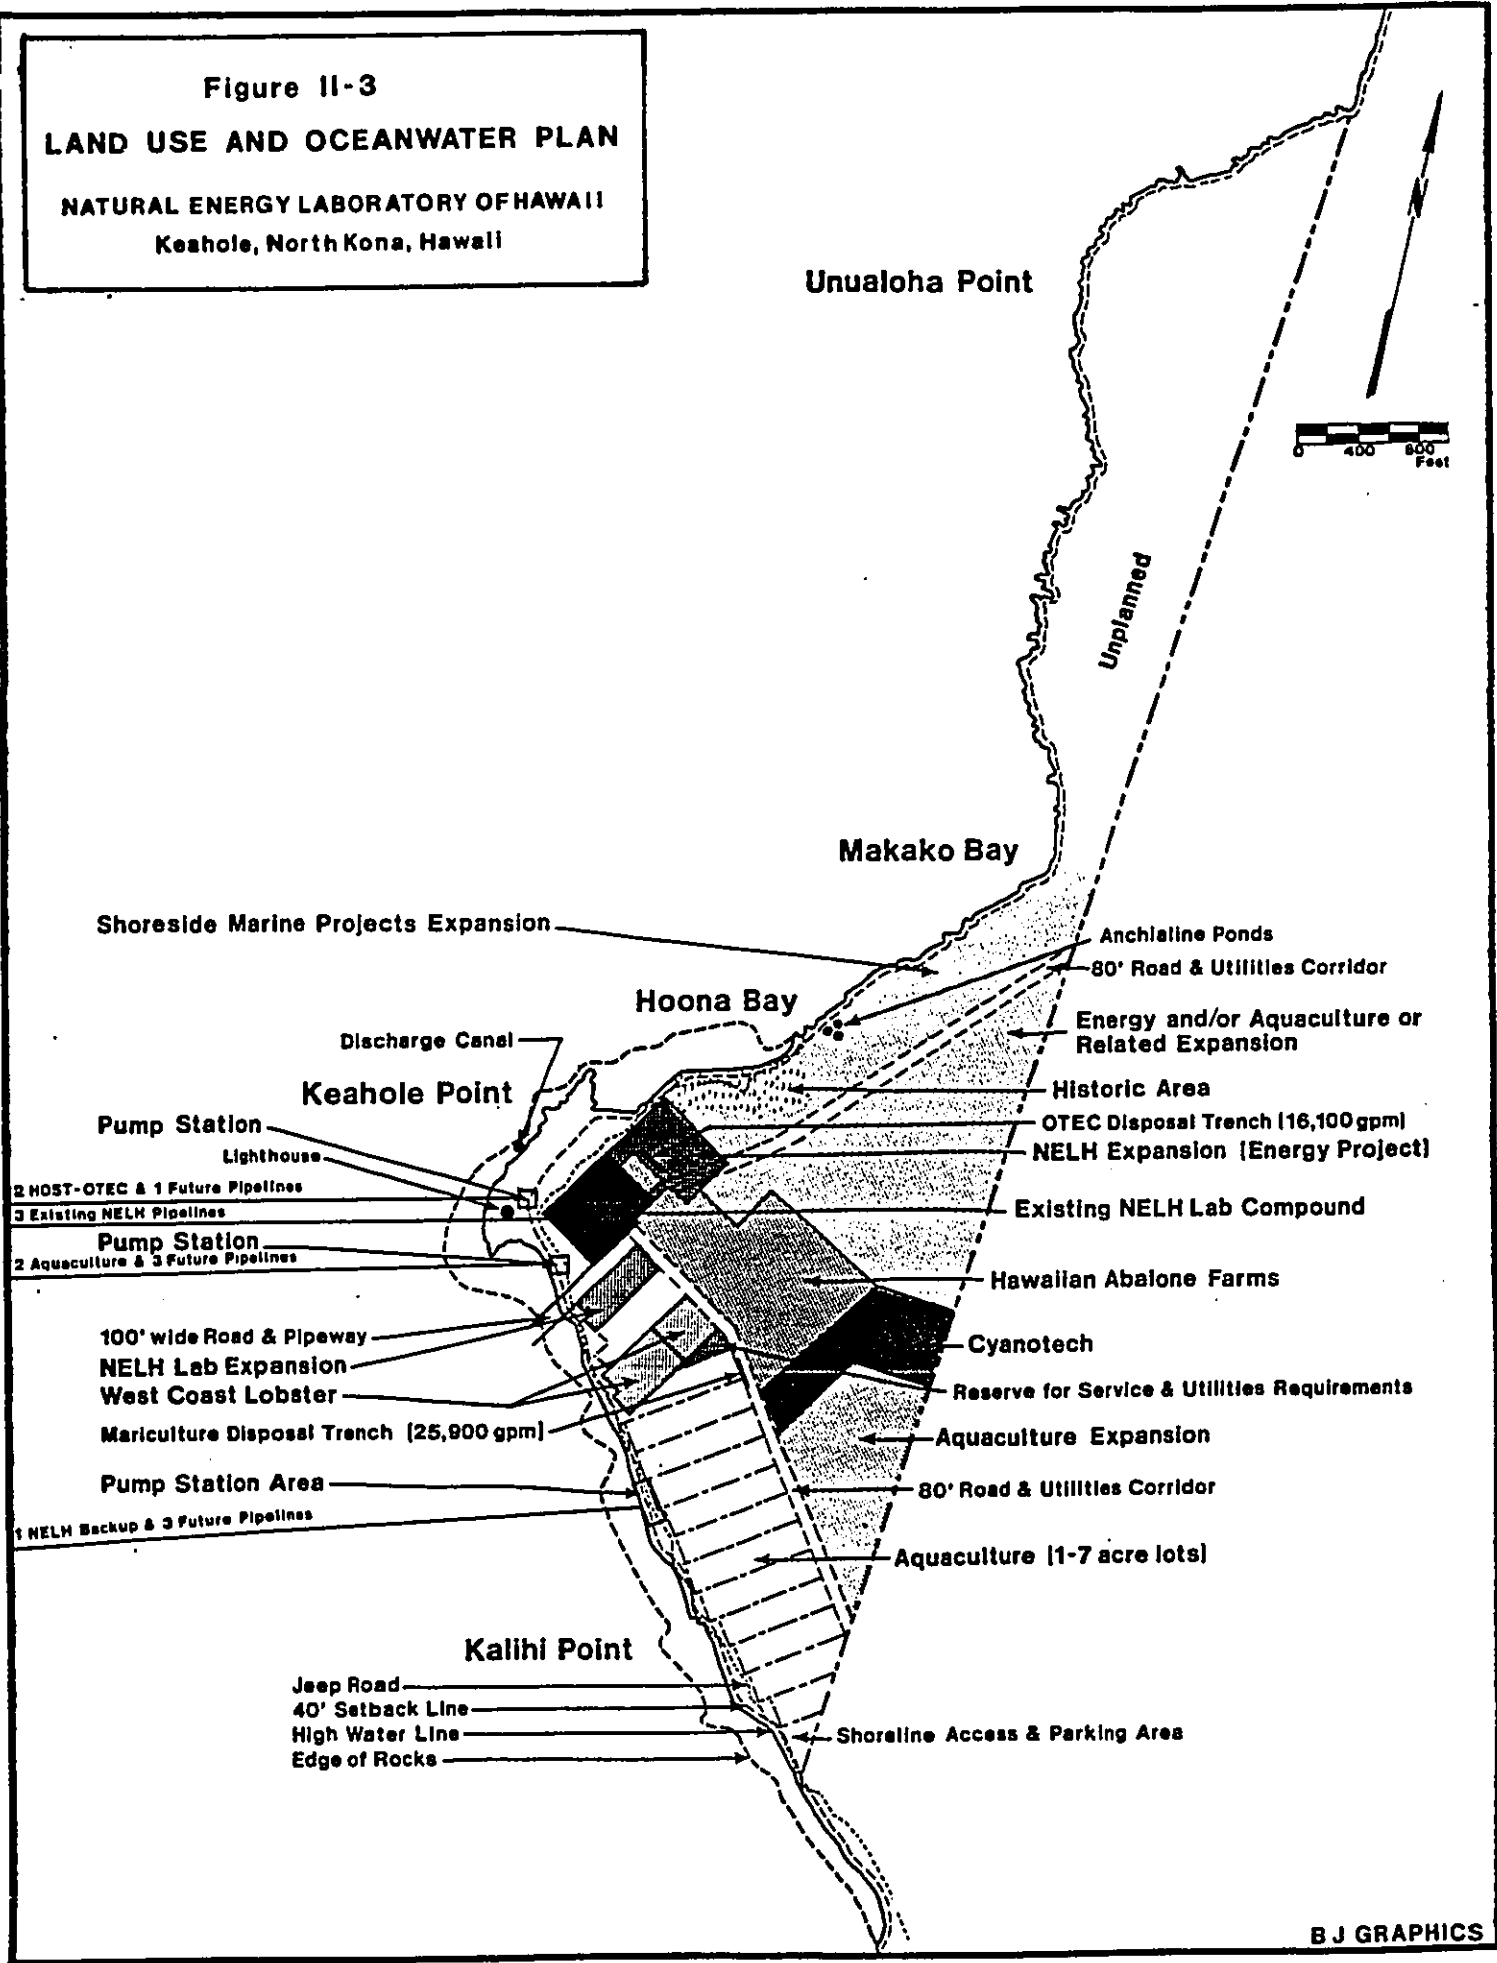 Figure II-3
LAND USE AND OCEANWATER PLAN
NATURAL ENERGY LABORATORY OF HAWAII
Keahole, North Kona, Hawaii
N
Unualoha Point
0 400 800
Feet
Unplanned
Makako Bay
Shoreside Marine Projects Expansion
Anchialine Ponds
80' Road & Utilities Corridor
Hoona Bay
Energy and/or Aquaculture or
Related Expansion
Discharge Canal
Keahole Point
Historic Area
Pump Station
OTEC Disposal Trench [16,100 gpm]
Lighthouse
NELH Expansion [Energy Project]
2 HOST-OTEC & 1 Future Pipelines
3 Existing NELH Pipelines
Existing NELH Lab Compound
Pump Station
2 Aquaculture & 3 Future Pipelines
Hawaiian Abalone Farms
100' wide Road & Pipeway
Cyanotech
NELH Lab Expansion
West Coast Lobster
Reserve for Service & Utilities Requirements
Mariculture Disposal Trench [25,900 gpm]
Aquaculture Expansion
Pump Station Area
80' Road & Utilities Corridor
1 NELH Backup & 3 Future Pipelines
Aquaculture [1-7 acre lots]
Kalihi Point
Jeep Road
40' Setback Line
High Water Line
Shoreline Access & Parking Area
Edge of Rocks
B J GRAPHICS